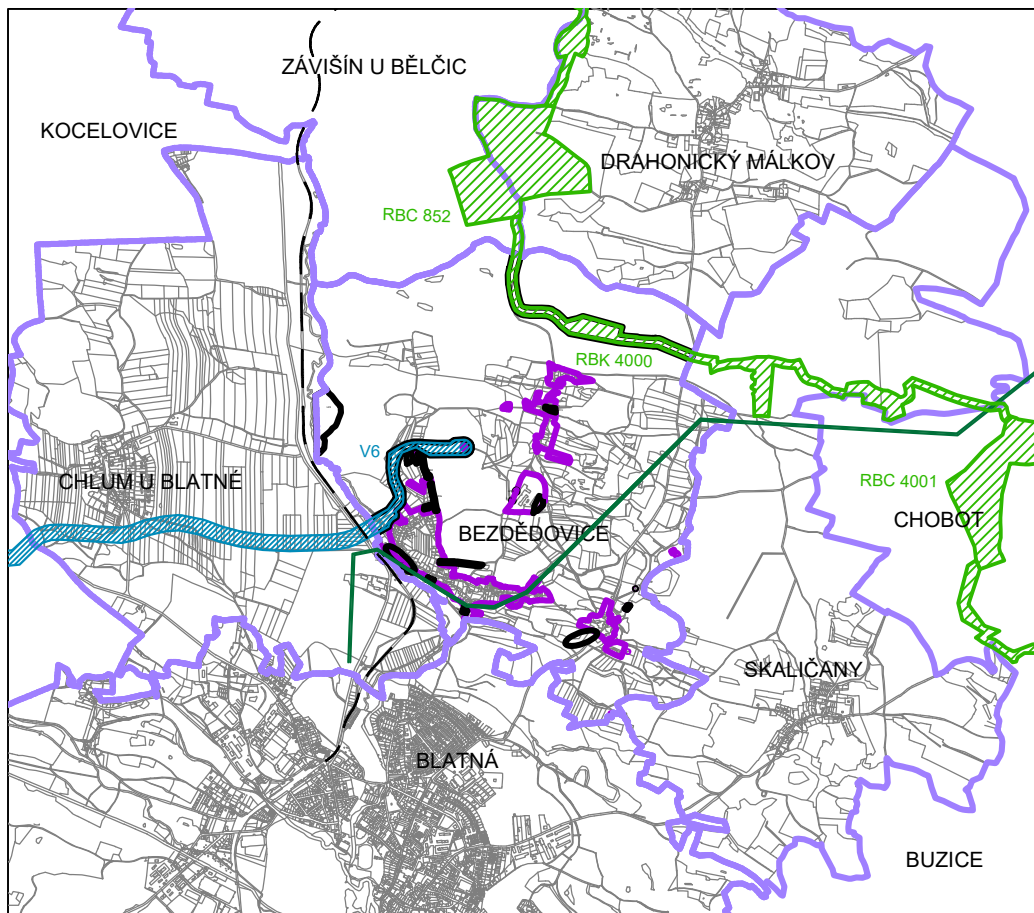 ZÁVIŠÍN U BĚLČIC
KOCELOVICE
DRAHONICKÝ MÁLKOV
RBC 852
RBK 4000
V6
CHLUM U BLATNÉ
RBC 4001
CHOBOT
BEZDĚDOVICE
SKALIČANY
BLATNÁ
BUZICE